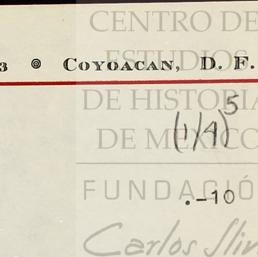 CENTRO DE
ESTUDIOS
3 ⌾ COYOACAN, D. F.
DE HISTORIA
5
(1/4)
DE MEXICO
FUNDACIÓ
.-10
Carlos Slim